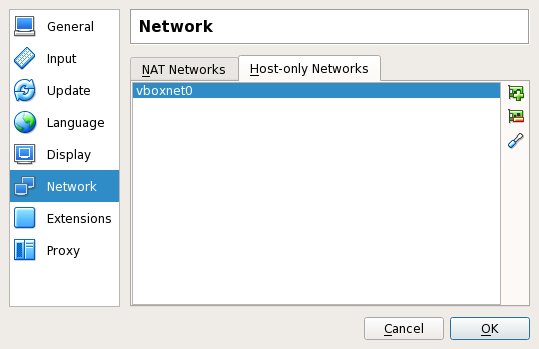 General
Input
Update
Language
Display
Network
Extensions
Proxy
Network
NAT Networks
Host-only Networks
vboxnet0
Cancel
OK